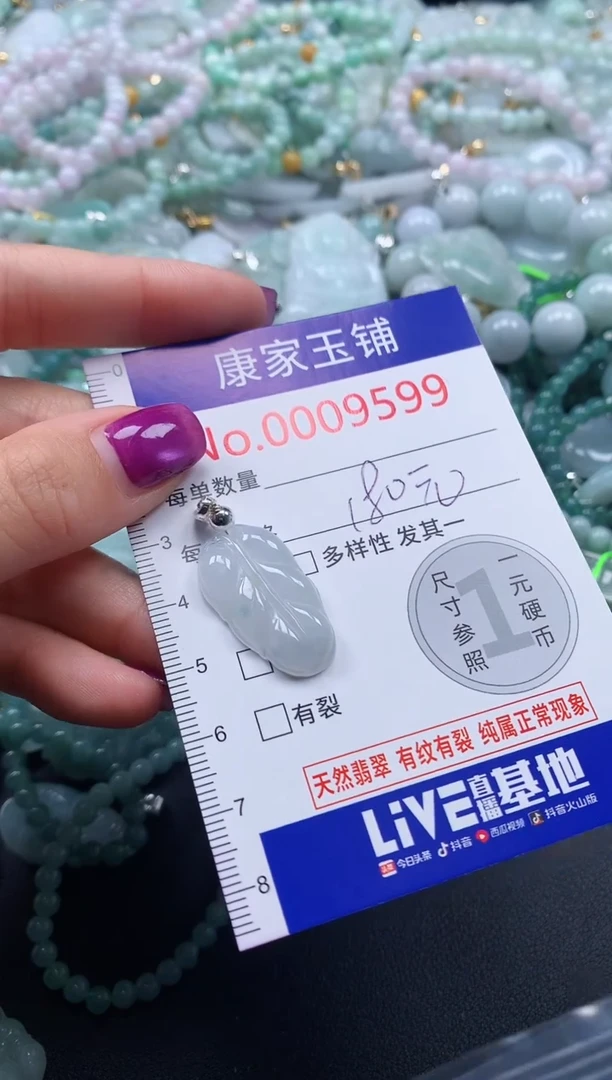 康家玉铺
No.0009599
每单数量
180元
每
多样性 发其一
尺寸参照
1
一元硬币
有裂
天然翡翠 有纹有裂 纯属正常现象
LiVE直播基地
今日头条 抖音 西瓜视频 抖音火山版
0
3
4
5
6
7
8